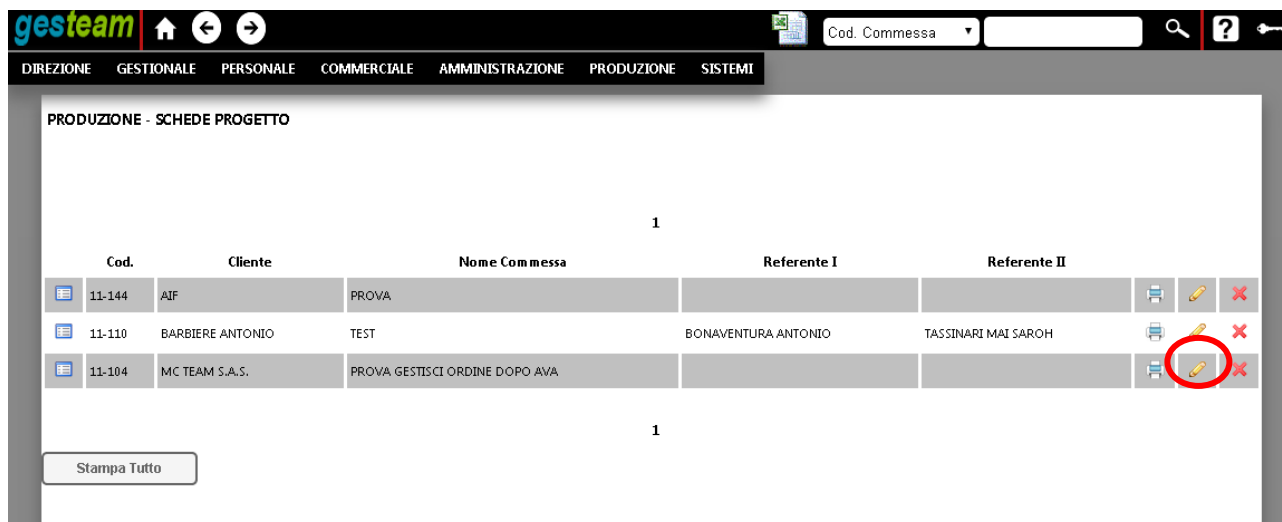 gesteam Cod. Commessa ?
DIREZIONE GESTIONALE PERSONALE COMMERCIALE AMMINISTRAZIONE PRODUZIONE SISTEMI
PRODUZIONE - SCHEDE PROGETTO
1
Cod. Cliente Nome Commessa Referente I Referente II
11-144 AIF PROVA
11-110 BARBIERE ANTONIO TEST BONAVENTURA ANTONIO TASSINARI MAI SAROH
11-104 MC TEAM S.A.S. PROVA GESTISCI ORDINE DOPO AVA
1
Stampa Tutto